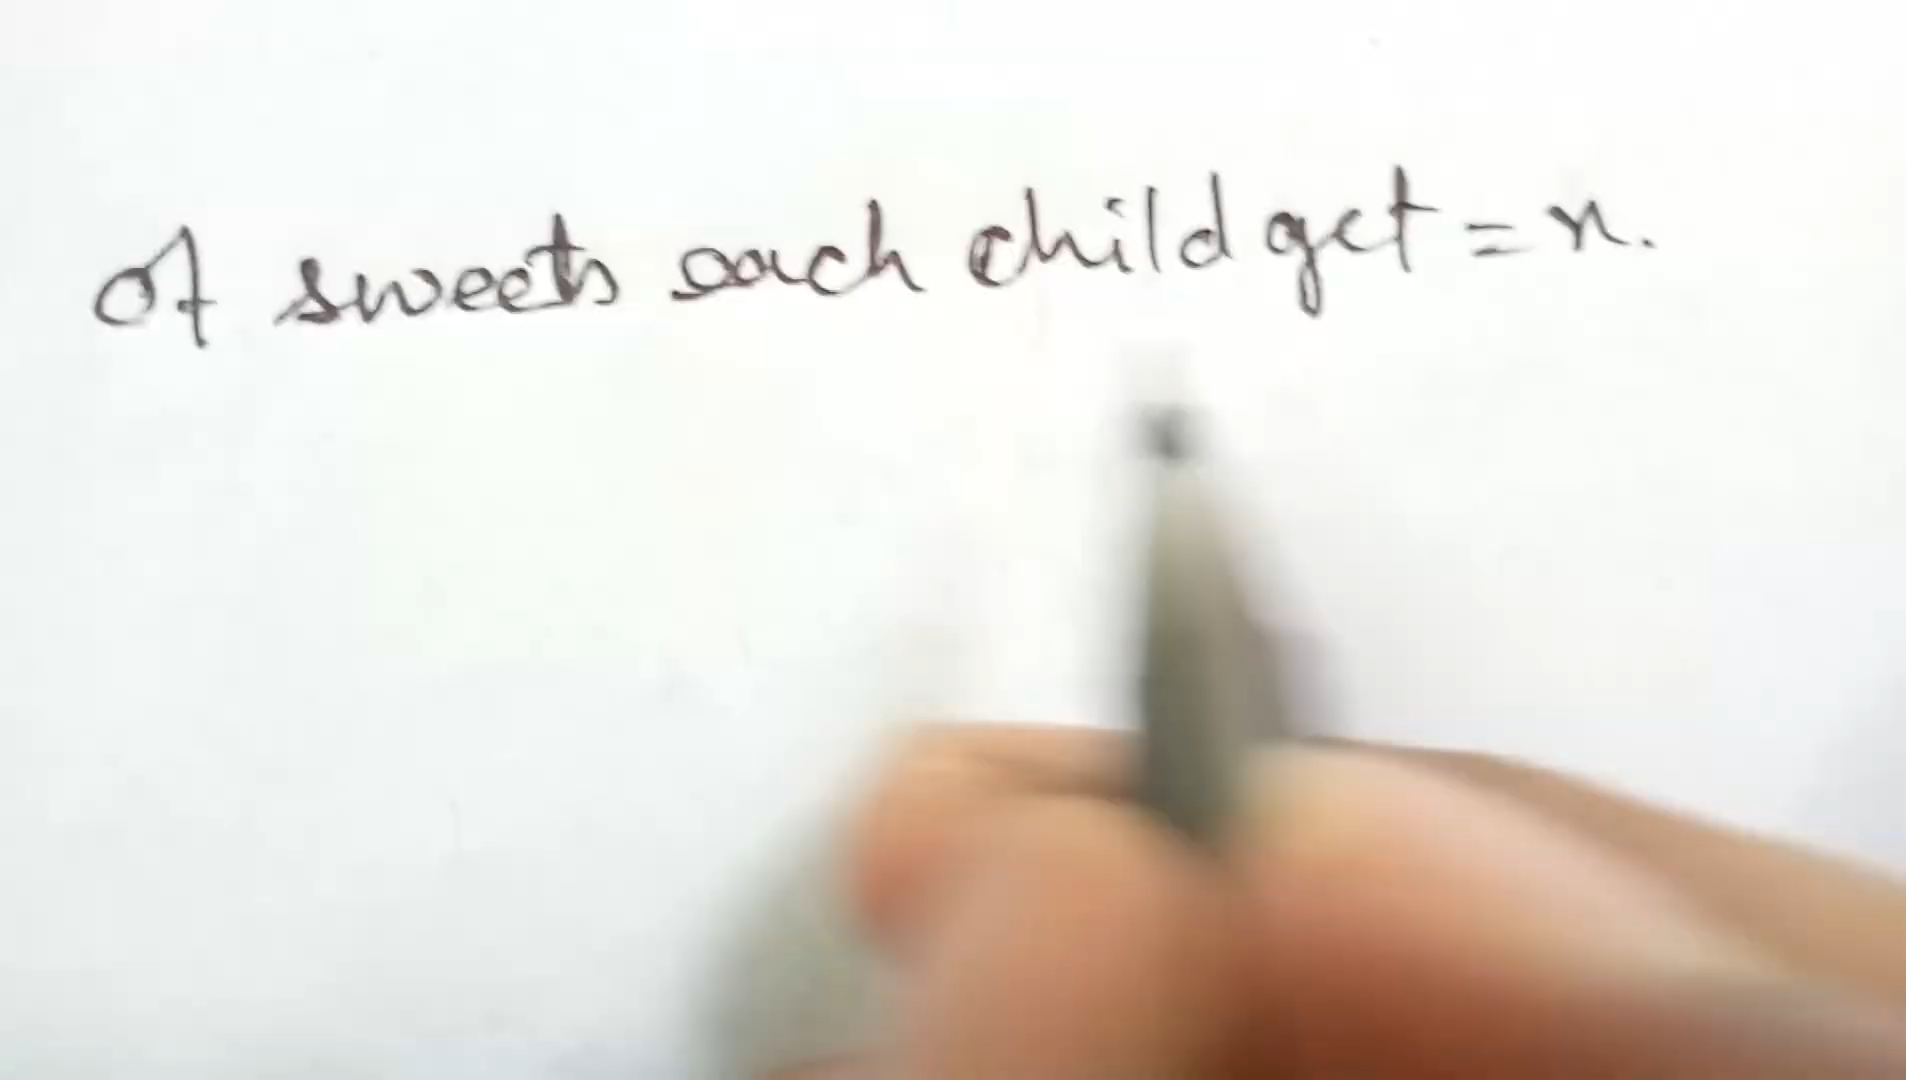 of sweets each child get = x.